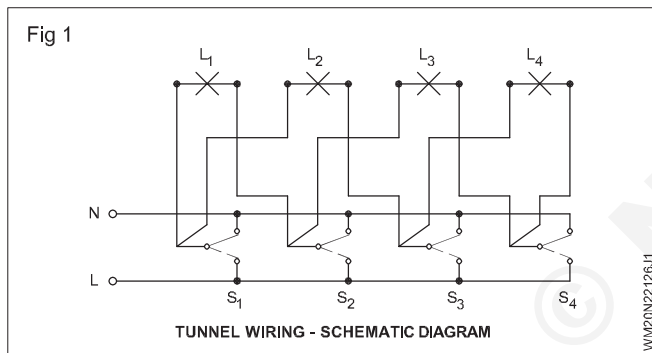 Fig 1
L1 L2 L3 L4
N
L
S1 S2 S3 S4
TUNNEL WIRING - SCHEMATIC DIAGRAM
WM20N22126J1
©